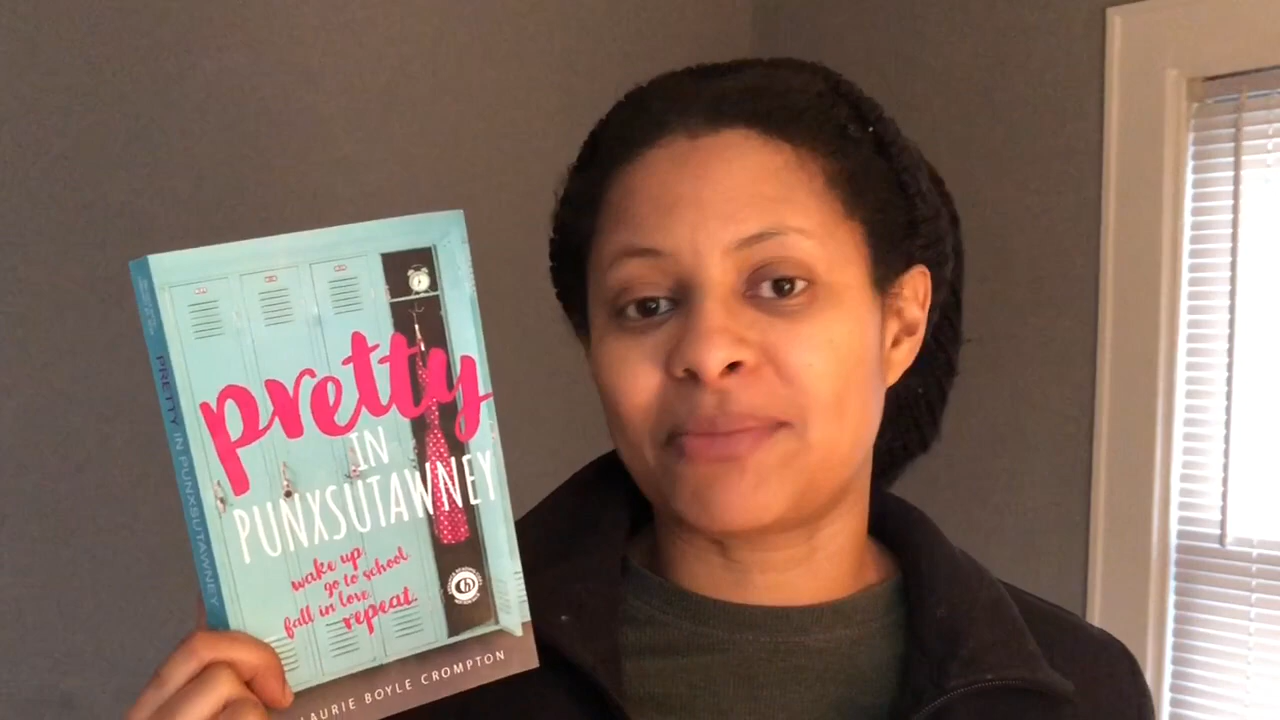 pretty
IN
PUNXSUTAWNEY
wake up.
go to school.
fall in love.
repeat.
LAURIE BOYLE CROMPTON
PRETTY IN PUNXSUTAWNEY